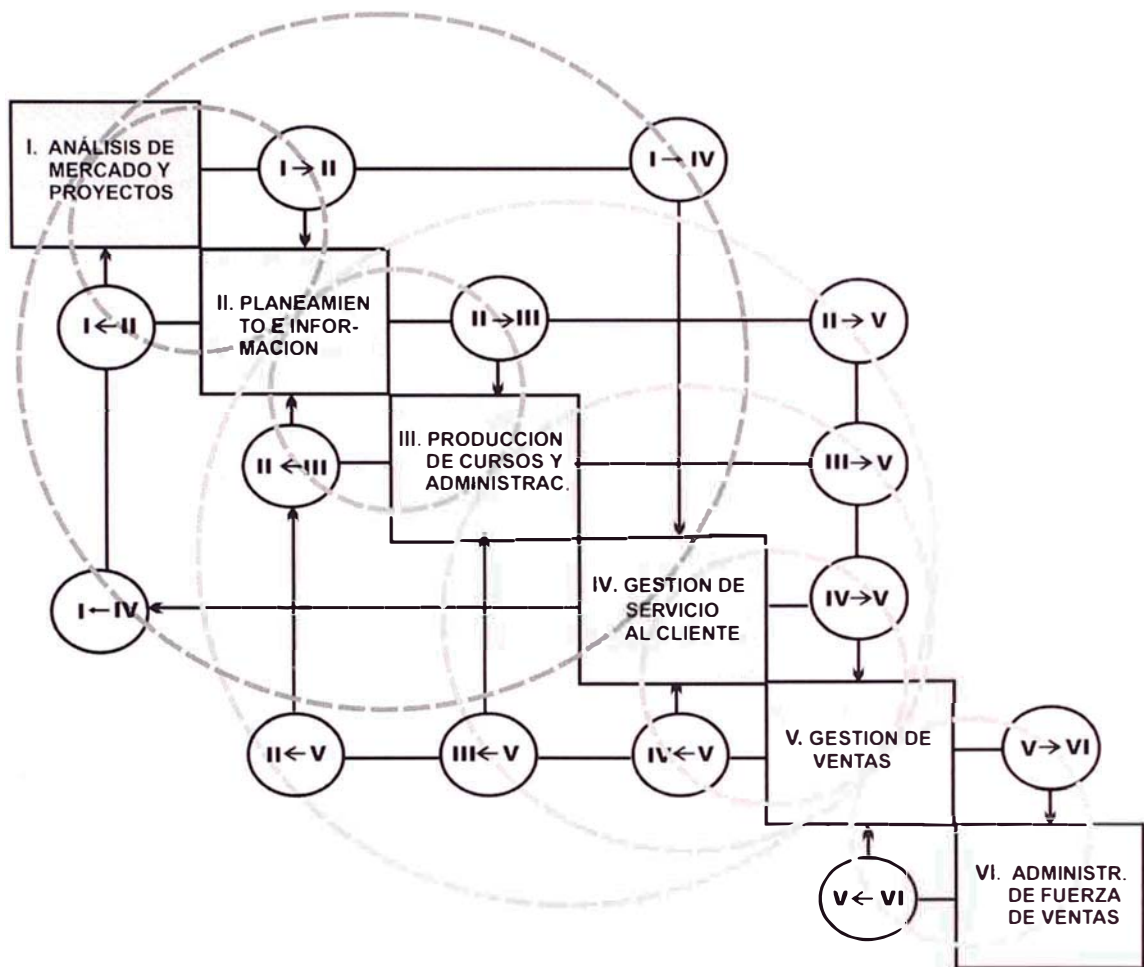 I. ANÁLISIS DE
MERCADO Y
PROYECTOS
I → II
I → IV
I ← II
II. PLANEAMIEN
TO E INFOR-
MACION
II → III
II → V
II ← III
III. PRODUCCION
DE CURSOS Y
ADMINISTRAC.
III → V
I ← IV
IV. GESTION DE
SERVICIO
AL CLIENTE
IV → V
II ← V
III ← V
IV ← V
V. GESTION DE
VENTAS
V → VI
V ← VI
VI. ADMINISTR.
DE FUERZA
DE VENTAS